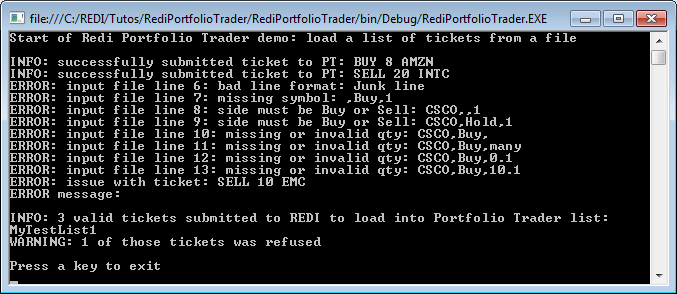 file:///C:/REDI/Tutos/RediPortfolioTrader/RediPortfolioTrader/bin/Debug/RediPortfolioTrader.EXE
Start of Redi Portfolio Trader demo: load a list of tickets from a file
INFO: successfully submitted ticket to PT: BUY 8 AMZN
INFO: successfully submitted ticket to PT: SELL 20 INTC
ERROR: input file line 6: bad line format: Junk line
ERROR: input file line 7: missing symbol: ,Buy,1
ERROR: input file line 8: side must be Buy or Sell: CSCO,,1
ERROR: input file line 9: side must be Buy or Sell: CSCO,Hold,1
ERROR: input file line 10: missing or invalid qty: CSCO,Buy,
ERROR: input file line 11: missing or invalid qty: CSCO,Buy,many
ERROR: input file line 12: missing or invalid qty: CSCO,Buy,0.1
ERROR: input file line 13: missing or invalid qty: CSCO,Buy,10.1
ERROR: issue with ticket: SELL 10 EMC
ERROR message:
INFO: 3 valid tickets submitted to REDI to load into Portfolio Trader list:
MyTestList1
WARNING: 1 of those tickets was refused
Press a key to exit